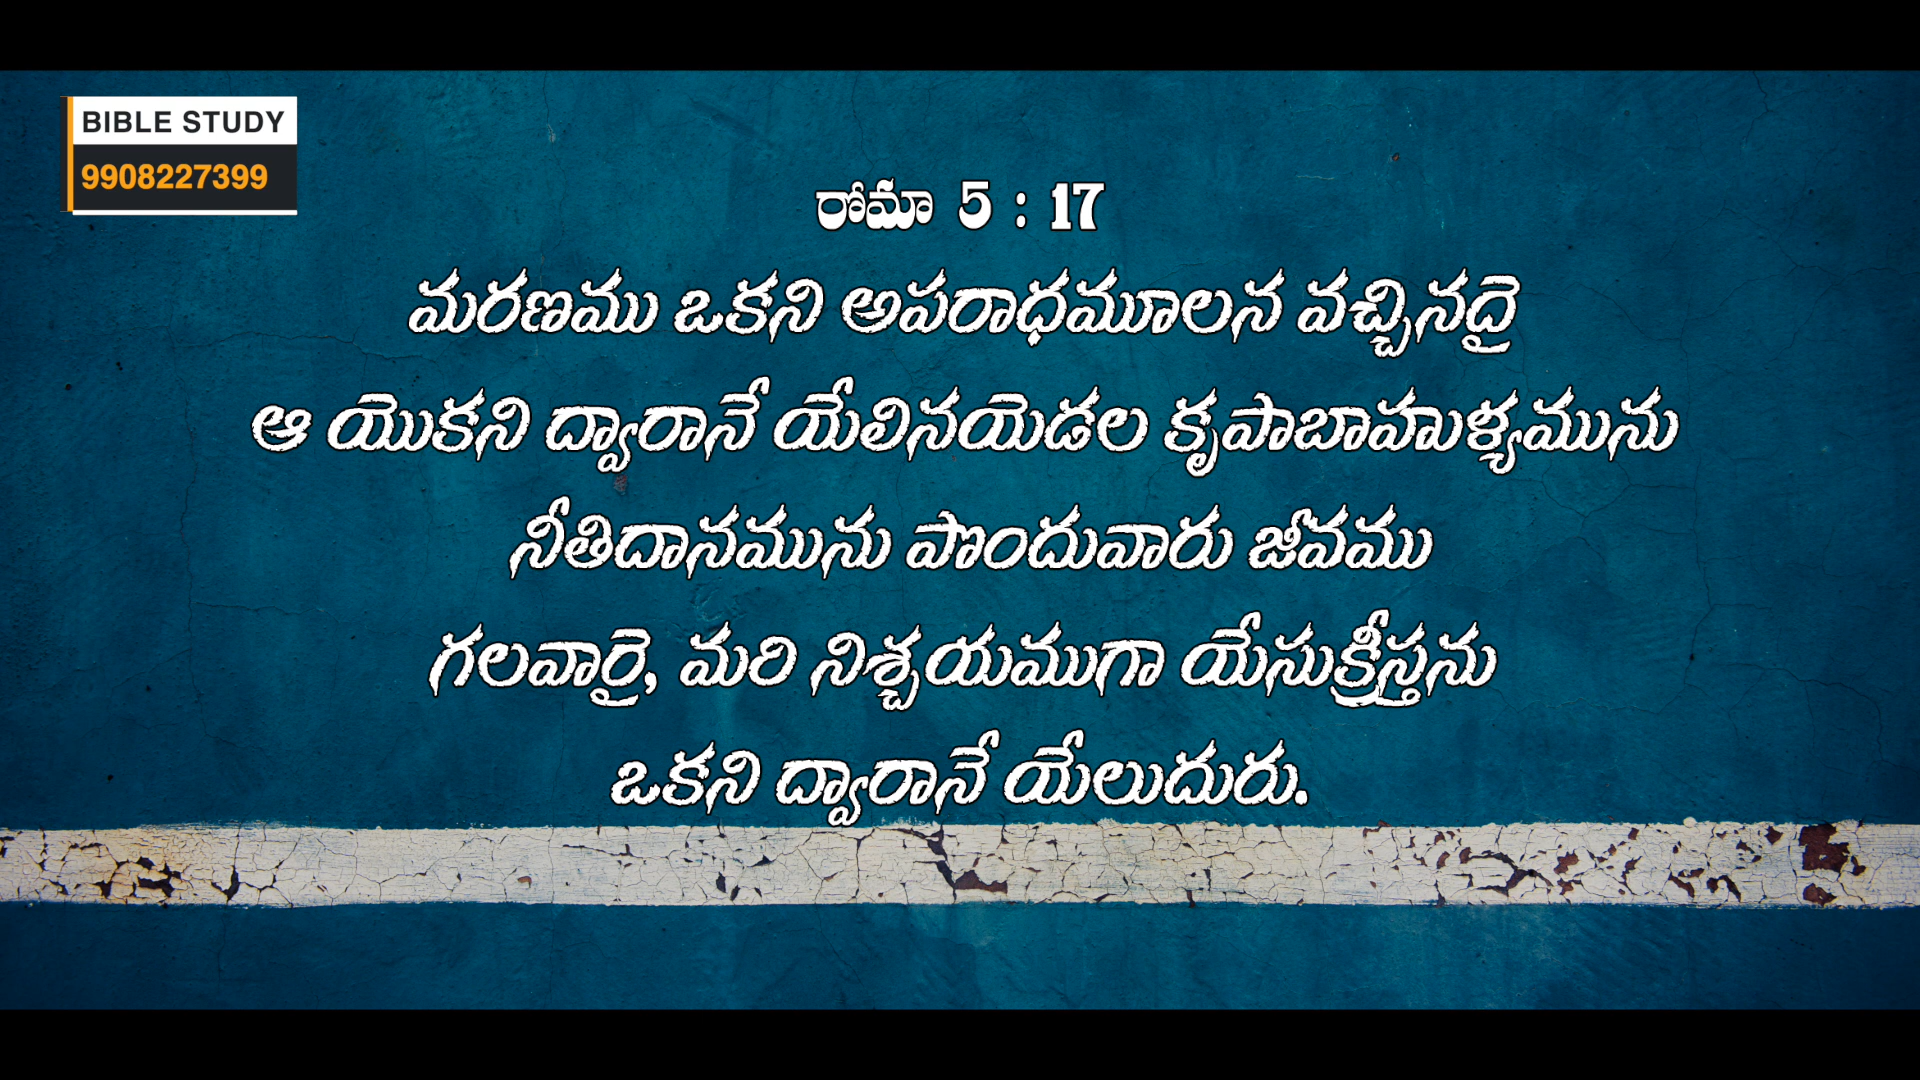 BIBLE STUDY
9908227399
రోమా 5 : 17
మరణము ఒకని అపరాధమూలన వచ్చినదై
ఆ యొకని ద్వారానే యేలినయెడల కృపాబాహుళ్యమును
నీతిదానమును పొందువారు జీవము
గలవారై, మరి నిశ్చయముగా యేసుక్రీస్తను
ఒకని ద్వారానే యేలుదురు.